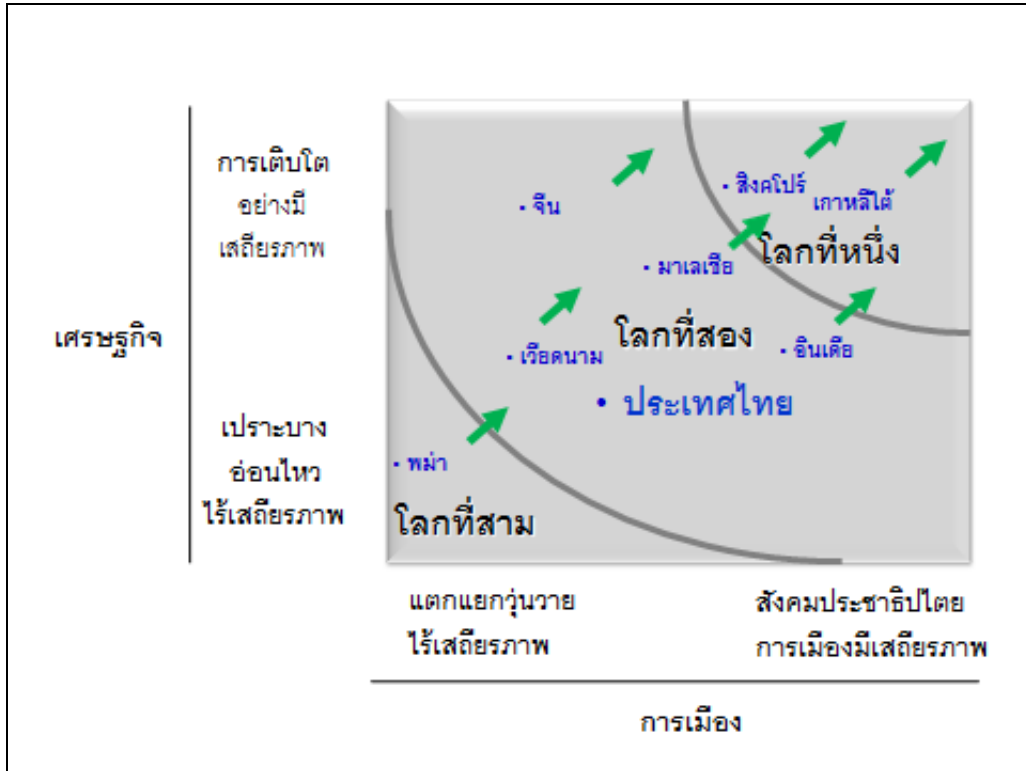 การเติบโต
อย่างมี
เสถียรภาพ
• สิงคโปร์
เกาหลีใต้
• จีน
โลกที่หนึ่ง
• มาเลเซีย
เศรษฐกิจ
โลกที่สอง
• เวียดนาม
• อินเดีย
• ประเทศไทย
เปราะบาง
อ่อนไหว
ไร้เสถียรภาพ
• พม่า
โลกที่สาม
แตกแยกวุ่นวาย
ไร้เสถียรภาพ
สังคมประชาธิปไตย
การเมืองมีเสถียรภาพ
การเมือง